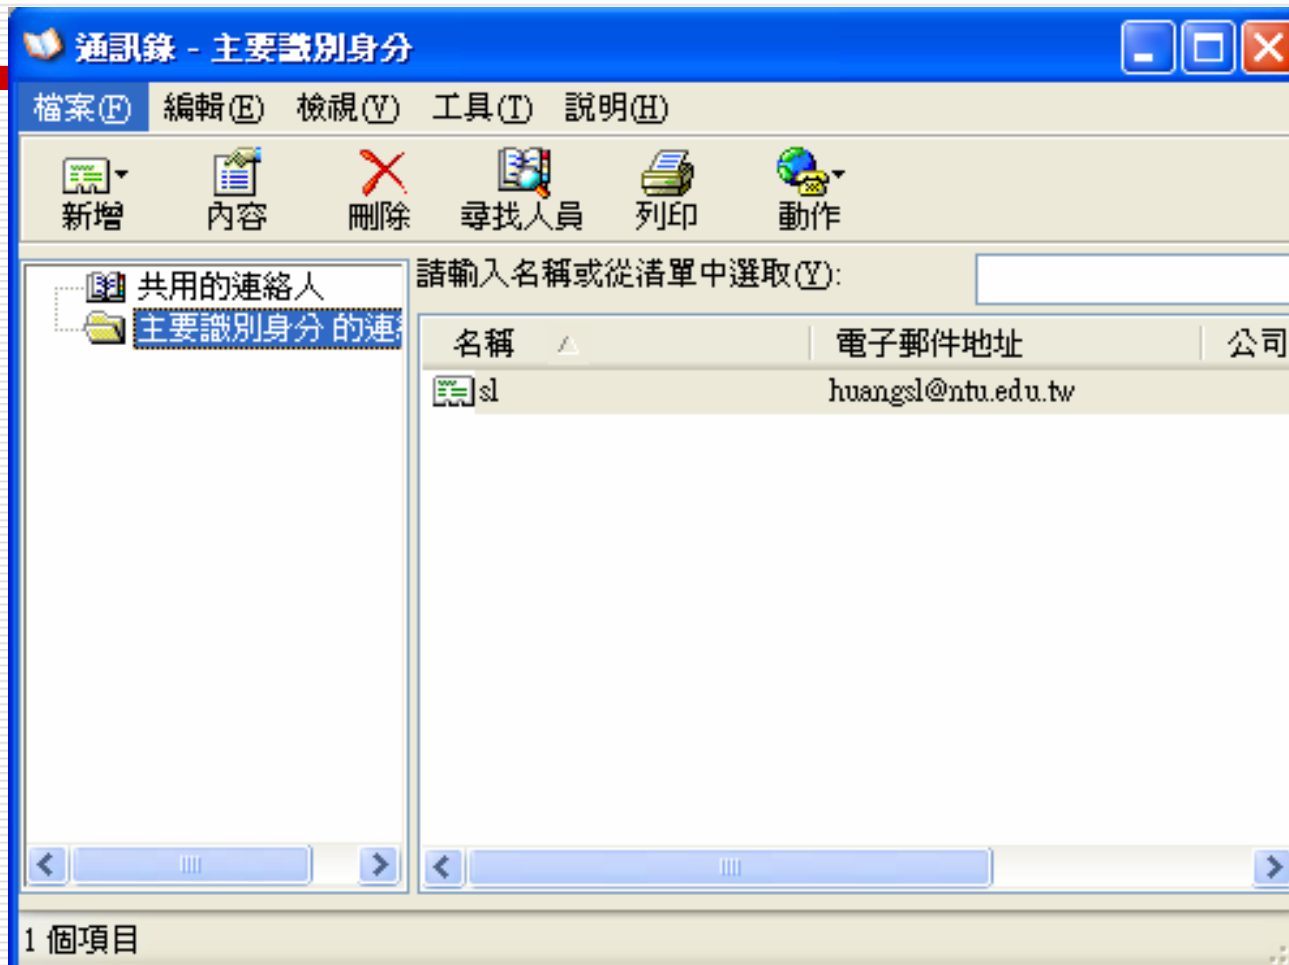 通訊錄 - 主要識別身分
檔案(F) 編輯(E) 檢視(V) 工具(T) 說明(H)
新增 內容 刪除 尋找人員 列印 動作
共用的連絡人
主要識別身分 的連
請輸入名稱或從清單中選取(Y):
名稱 電子郵件地址 公司
sl huangsl@ntu.edu.tw
1 個項目